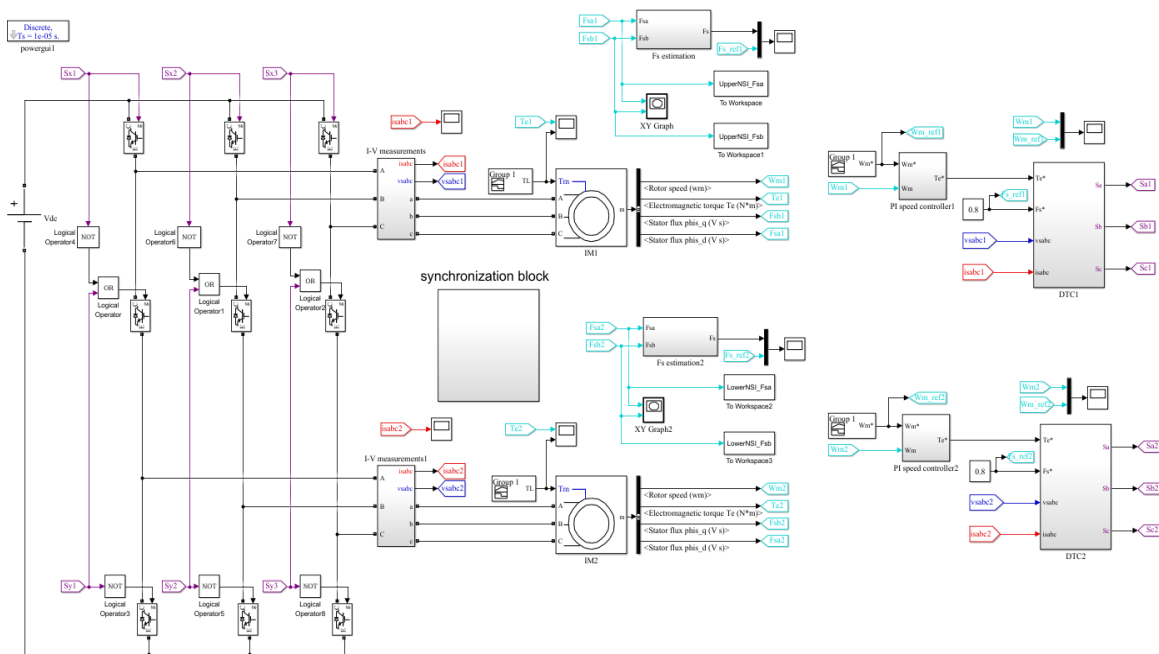 Discrete,
Ts = 1e-05 s.
powergui1
Sx1
Sx2
Sx3
Vdc
+
Logical
Operator4
NOT
Logical
Operator6
NOT
Logical
Operator7
NOT
OR
Logical
Operator
OR
Logical
Operator1
OR
Logical
Operator2
Sy1
NOT
Logical
Operator3
Sy2
NOT
Logical
Operator5
Sy3
NOT
Logical
Operator8
isabc1
I-V measurements
A
B
C
isabc
vsabc
a
b
c
isabc1
vsabc1
Te1
Group 1
TL
Tm
A
B
C
m
IM1
<Rotor speed (wm)>
<Electromagnetic torque Te (N*m)>
<Stator flux phis_q (V s)>
<Stator flux phis_d (V s)>
Wm1
Te1
Fsb1
Fsa1
Fsa1
Fsb1
Fsa
Fsb
Fs
Fs estimation
Fs_ref1
UpperNSI_Fsa
To Workspace
XY Graph
UpperNSI_Fsb
To Workspace1
synchronization block
Fsa2
Fsb2
Fsa
Fsb
Fs
Fs estimation2
Fs_ref2
LowerNSI_Fsa
To Workspace2
XY Graph2
LowerNSI_Fsb
To Workspace3
isabc2
I-V measurements1
A
B
C
isabc
vsabc
a
b
c
isabc2
vsabc2
Te2
Group 1
TL
Tm
A
B
C
m
IM2
<Rotor speed (wm)>
<Electromagnetic torque Te (N*m)>
<Stator flux phis_q (V s)>
<Stator flux phis_d (V s)>
Wm2
Te2
Fsb2
Fsa2
Wm_ref1
Group 1
Wm*
Wm1
Wm*
Wm
Te*
PI speed controller1
Wm1
Wm_ref1
0.8
Fs_ref1
vsabc1
isabc1
Te*
Fs*
vsabc
isabc
Sa
Sb
Sc
DTC1
Sa1
Sb1
Sc1
Wm_ref2
Group 1
Wm*
Wm2
Wm*
Wm
Te*
PI speed controller2
Wm2
Wm_ref2
0.8
Fs_ref2
vsabc2
isabc2
Te*
Fs*
vsabc
isabc
Sa
Sb
Sc
DTC2
Sa2
Sb2
Sc2